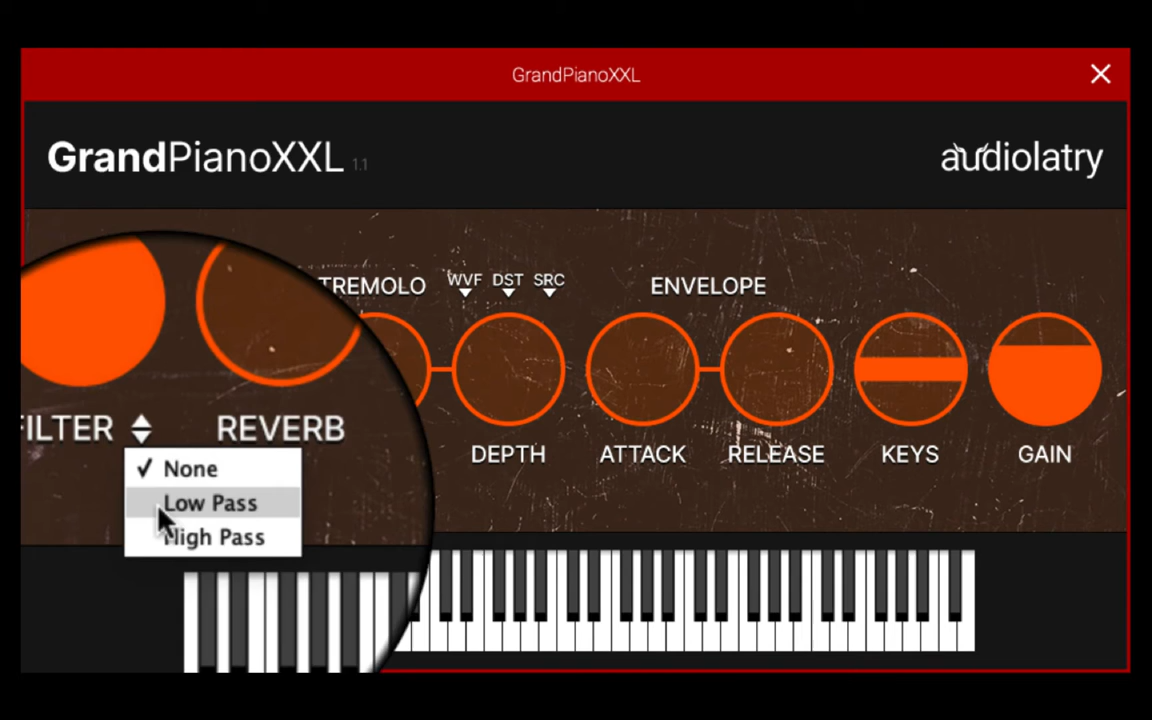 GrandPianoXXL
GrandPianoXXL 1.1
audiolatry
TREMOLO WVF DST SRC ENVELOPE
FILTER REVERB
DEPTH ATTACK RELEASE KEYS GAIN
✓ None
Low Pass
High Pass